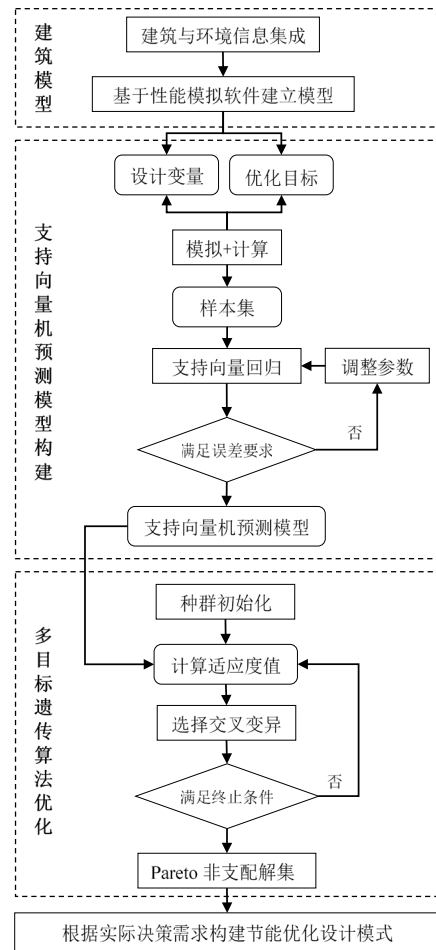 建筑模型
建筑与环境信息集成
基于性能模拟软件建立模型
支持向量机预测模型构建
设计变量
优化目标
模拟+计算
样本集
支持向量回归
调整参数
否
满足误差要求
支持向量机预测模型
多目标遗传算法优化
种群初始化
计算适应度值
选择交叉变异
否
满足终止条件
Pareto 非支配解集
根据实际决策需求构建节能优化设计模式